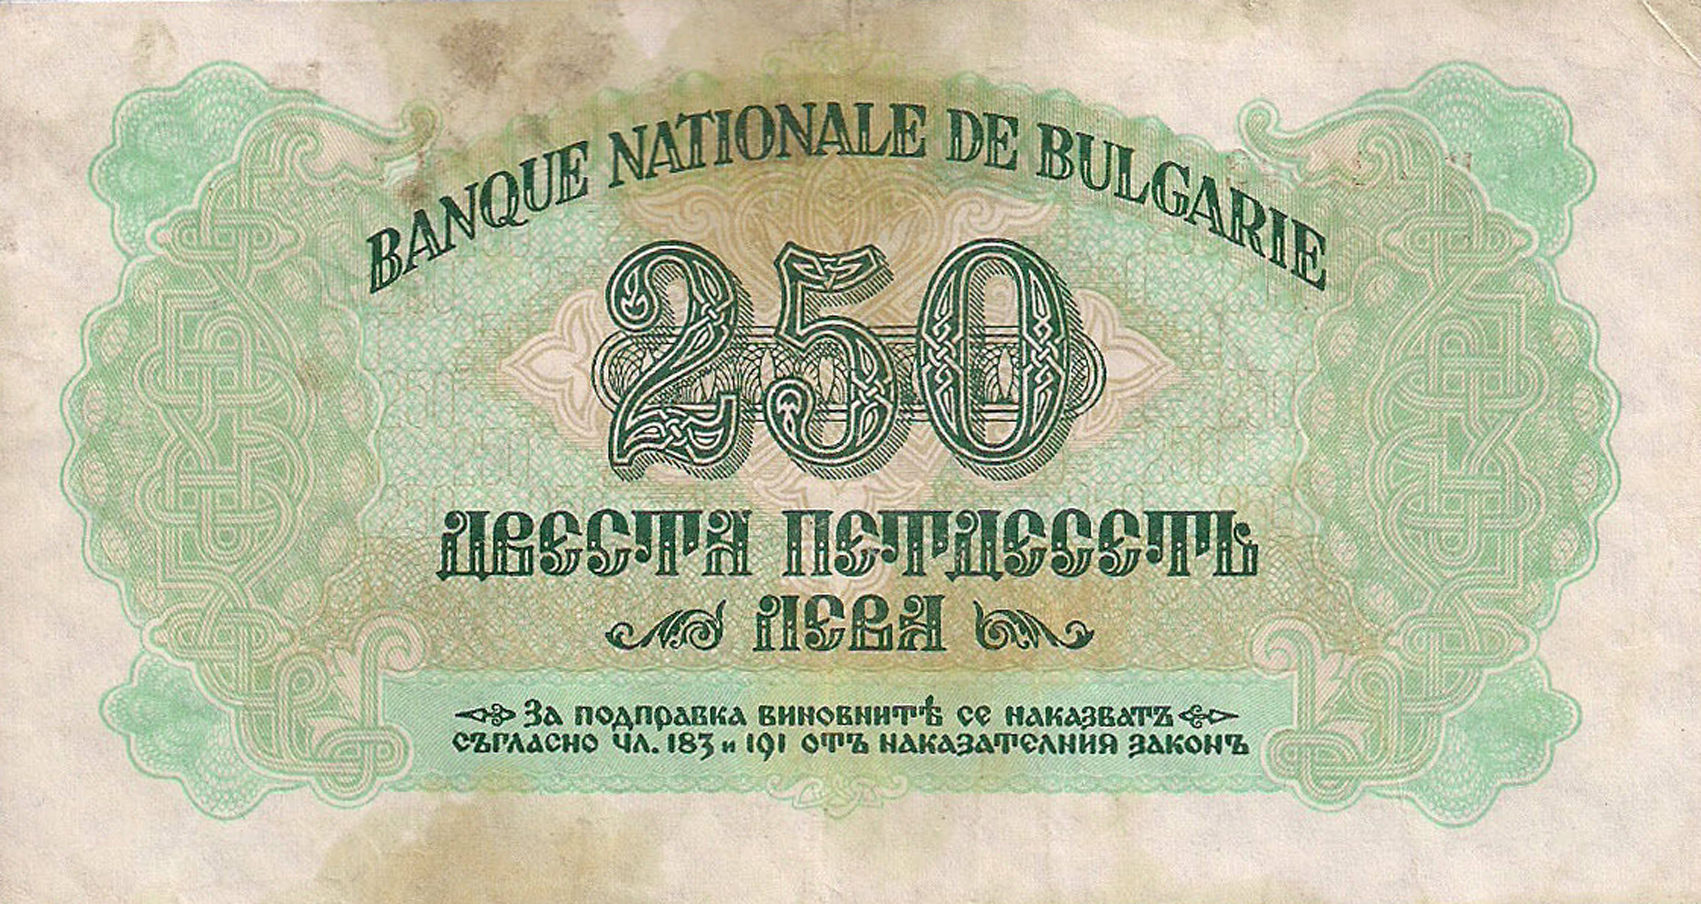 BANQUE NATIONALE DE BULGARIE
250
ДВЕСТА ПЕТДЕСЕТЬ
ЛЕВА
За подправка виновнитѣ се наказватъ
съгласно чл. 183 и 191 отъ наказателния законъ